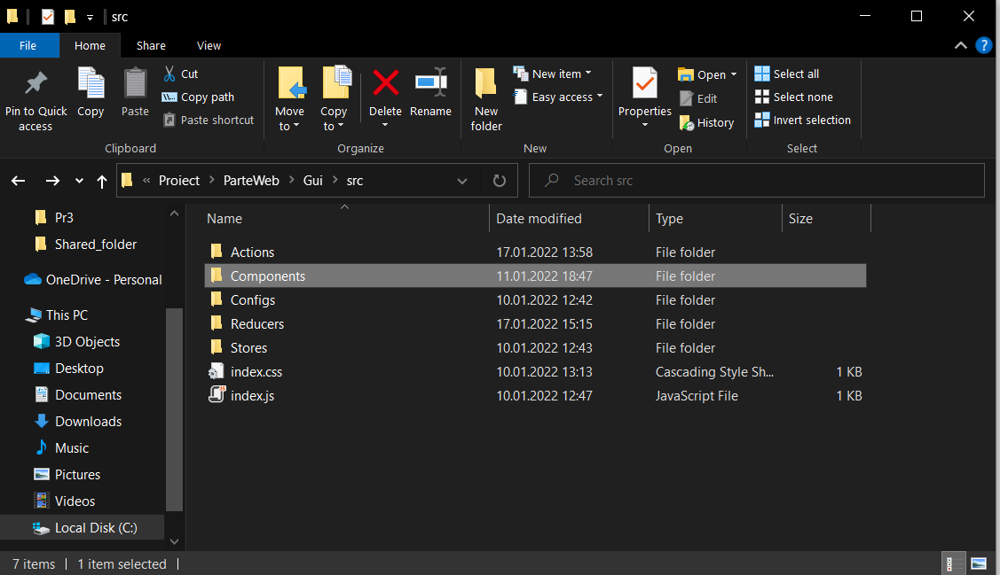 src
File Home Share View
Pin to Quick access
Copy
Paste
Cut
Copy path
Paste shortcut
Clipboard
Move to
Copy to
Delete
Rename
Organize
New folder
New item
Easy access
New
Properties
Open
Edit
History
Open
Select all
Select none
Invert selection
Select
« Proiect > ParteWeb > Gui > src
Search src
Pr3
Shared_folder
OneDrive - Personal
This PC
3D Objects
Desktop
Documents
Downloads
Music
Pictures
Videos
Local Disk (C:)
Name Date modified Type Size
Actions 17.01.2022 13:58 File folder
Components 11.01.2022 18:47 File folder
Configs 10.01.2022 12:42 File folder
Reducers 17.01.2022 15:15 File folder
Stores 10.01.2022 12:43 File folder
index.css 10.01.2022 13:13 Cascading Style Sh... 1 KB
index.js 10.01.2022 12:47 JavaScript File 1 KB
7 items | 1 item selected |